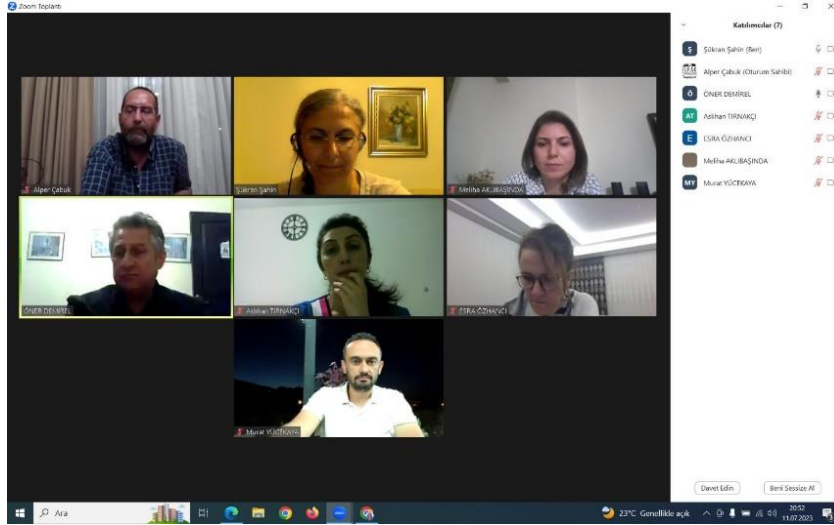 Zoom Toplantı
Alper Çabuk
Şükran Şahin
Meliha AKLIBAŞINDA
ÖNER DEMİREL
Aslıhan TIRNAKÇI
ESRA ÖZHANCI
Murat YÜCEKAYA
Katılımcılar (7)
Ş Şükran Şahin (Ben)
Alper Çabuk (Oturum Sahibi)
Ö ÖNER DEMİREL
AT Aslıhan TIRNAKÇI
E ESRA ÖZHANCI
Meliha AKLIBAŞINDA
MY Murat YÜCEKAYA
Davet Edin
Beni Sessize Al
Ara
23°C Genellikle açık
20:52
11.07.2023